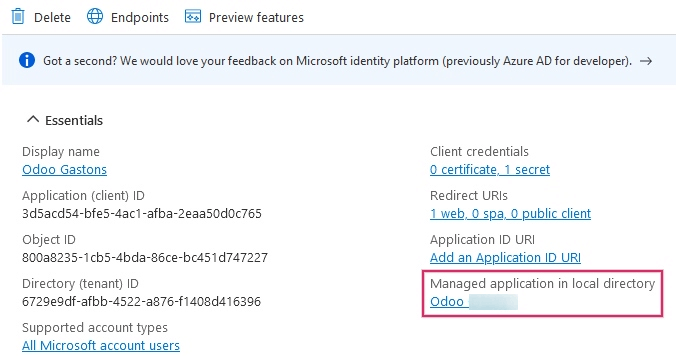 Delete
Endpoints
Preview features
Got a second? We would love your feedback on Microsoft identity platform (previously Azure AD for developer). →
Essentials
Display name
Odoo Gastons
Application (client) ID
3d5acd54-bfe5-4ac1-afba-2eaa50d0c765
Object ID
800a8235-1cb5-4bda-86ce-bc451d747227
Directory (tenant) ID
6729e9df-afbb-4522-a876-f1408d416396
Supported account types
All Microsoft account users
Client credentials
0 certificate, 1 secret
Redirect URIs
1 web, 0 spa, 0 public client
Application ID URI
Add an Application ID URI
Managed application in local directory
Odoo